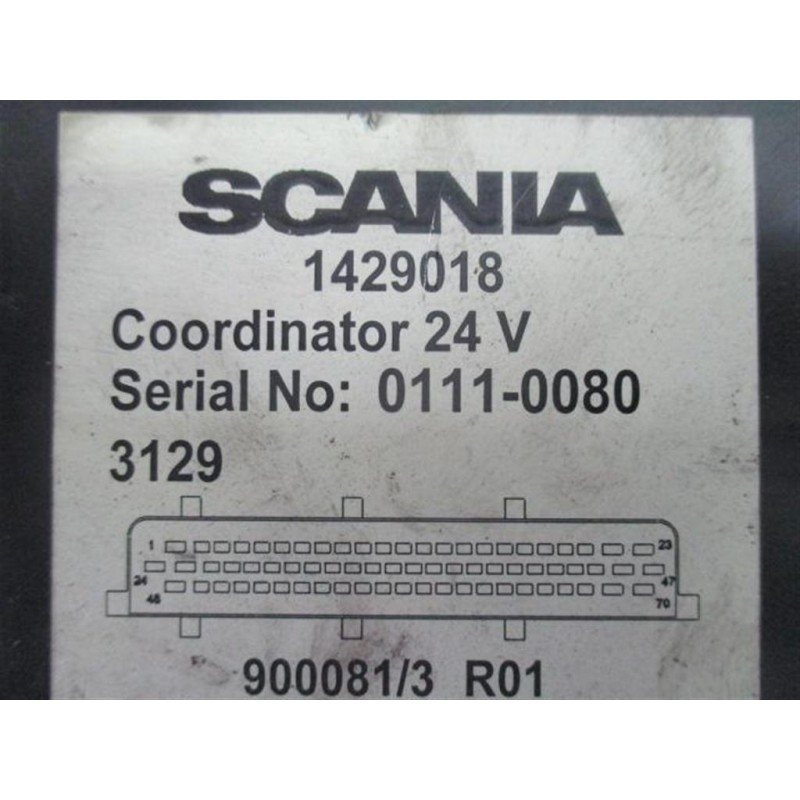 SCANIA
1429018
Coordinator 24 V
Serial No: 0111-0080
3129
1 23
24 47
48 70
900081/3 R01